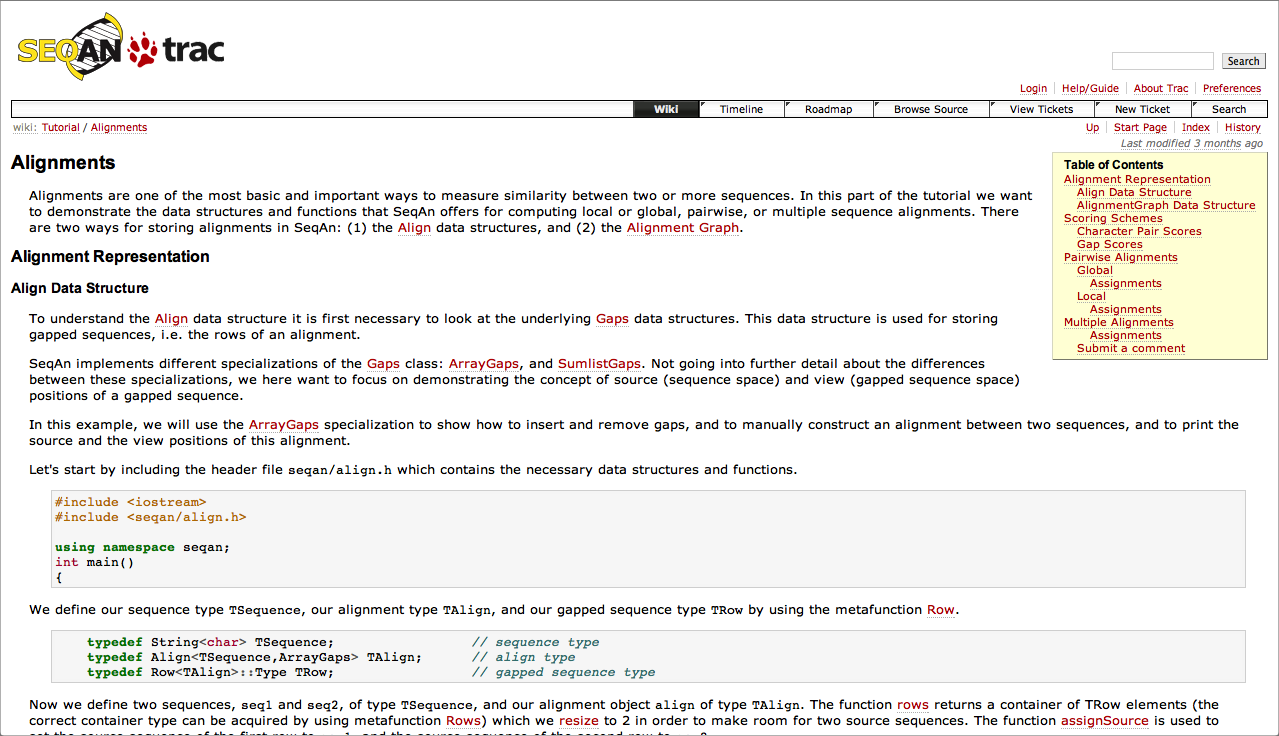 SEQAN trac
Search
Login Help/Guide About Trac Preferences
Wiki Timeline Roadmap Browse Source View Tickets New Ticket Search
wiki: Tutorial / Alignments
Up Start Page Index History
Last modified 3 months ago
Alignments
Alignments are one of the most basic and important ways to measure similarity between two or more sequences. In this part of the tutorial we want
to demonstrate the data structures and functions that SeqAn offers for computing local or global, pairwise, or multiple sequence alignments. There
are two ways for storing alignments in SeqAn: (1) the Align data structures, and (2) the Alignment Graph.
Table of Contents
Alignment Representation
Align Data Structure
AlignmentGraph Data Structure
Scoring Schemes
Character Pair Scores
Gap Scores
Pairwise Alignments
Global
Assignments
Local
Assignments
Multiple Alignments
Assignments
Submit a comment
Alignment Representation
Align Data Structure
To understand the Align data structure it is first necessary to look at the underlying Gaps data structures. This data structure is used for storing
gapped sequences, i.e. the rows of an alignment.
SeqAn implements different specializations of the Gaps class: ArrayGaps, and SumlistGaps. Not going into further detail about the differences
between these specializations, we here want to focus on demonstrating the concept of source (sequence space) and view (gapped sequence space)
positions of a gapped sequence.
In this example, we will use the ArrayGaps specialization to show how to insert and remove gaps, and to manually construct an alignment between two sequences, and to print the
source and the view positions of this alignment.
Let's start by including the header file seqan/align.h which contains the necessary data structures and functions.
#include <iostream>
#include <seqan/align.h>
using namespace seqan;
int main()
{
We define our sequence type TSequence, our alignment type TAlign, and our gapped sequence type TRow by using the metafunction Row.
typedef String<char> TSequence; // sequence type
typedef Align<TSequence,ArrayGaps> TAlign; // align type
typedef Row<TAlign>::Type TRow; // gapped sequence type
Now we define two sequences, seq1 and seq2, of type TSequence, and our alignment object align of type TAlign. The function rows returns a container of TRow elements (the
correct container type can be acquired by using metafunction Rows) which we resize to 2 in order to make room for two source sequences. The function assignSource is used to